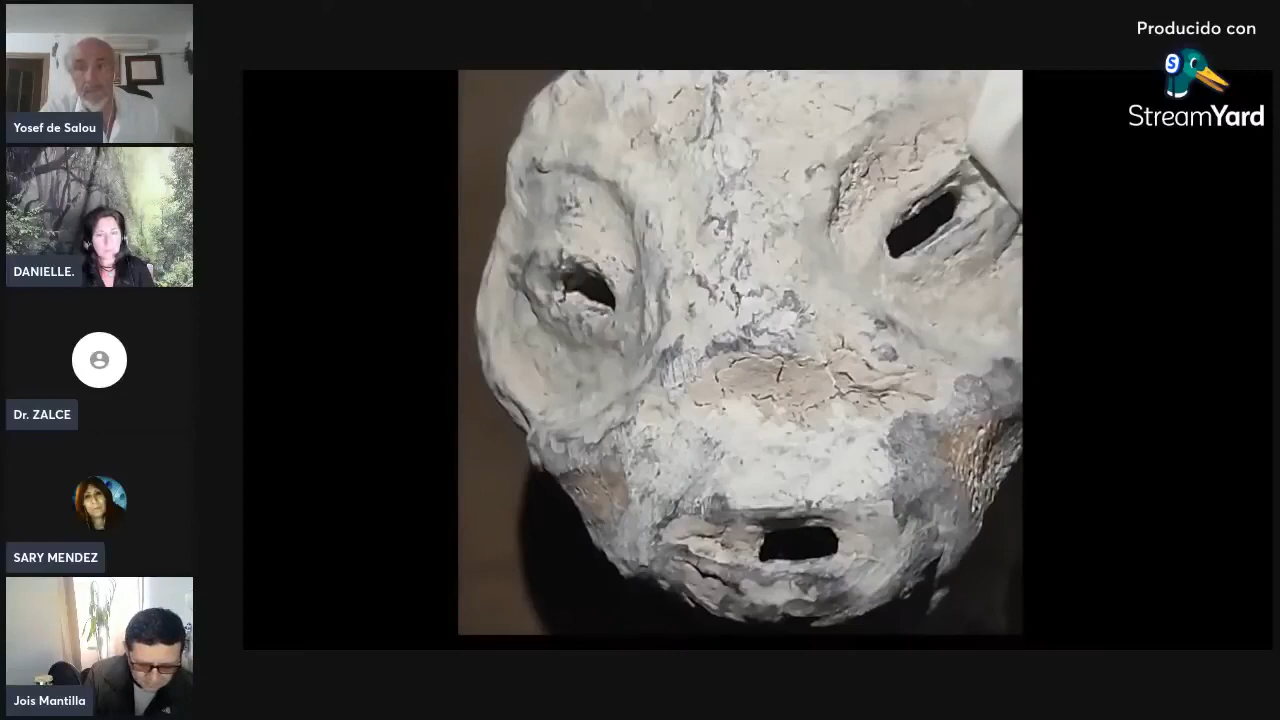 Producido con
StreamYard
Yosef de Salou
DANIELLE.
Dr. ZALCE
SARY MENDEZ
Jois Mantilla